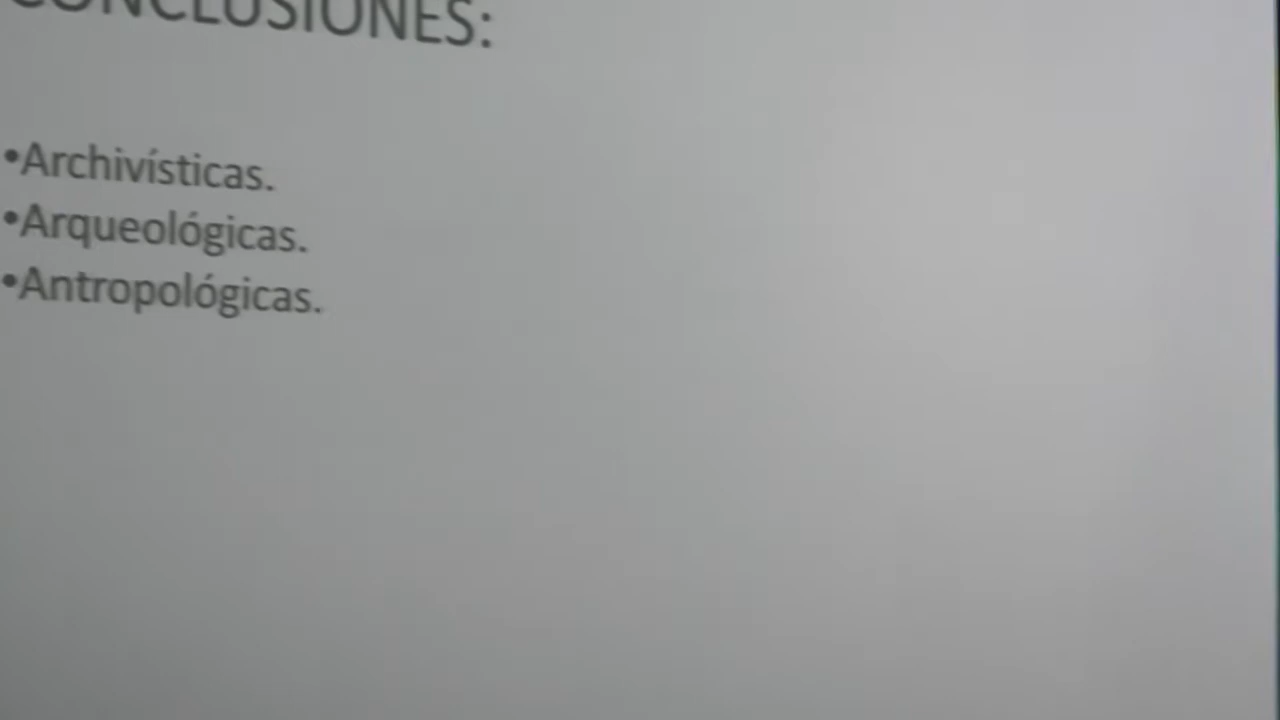 CONCLUSIONES:
•Archivísticas.
•Arqueológicas.
•Antropológicas.